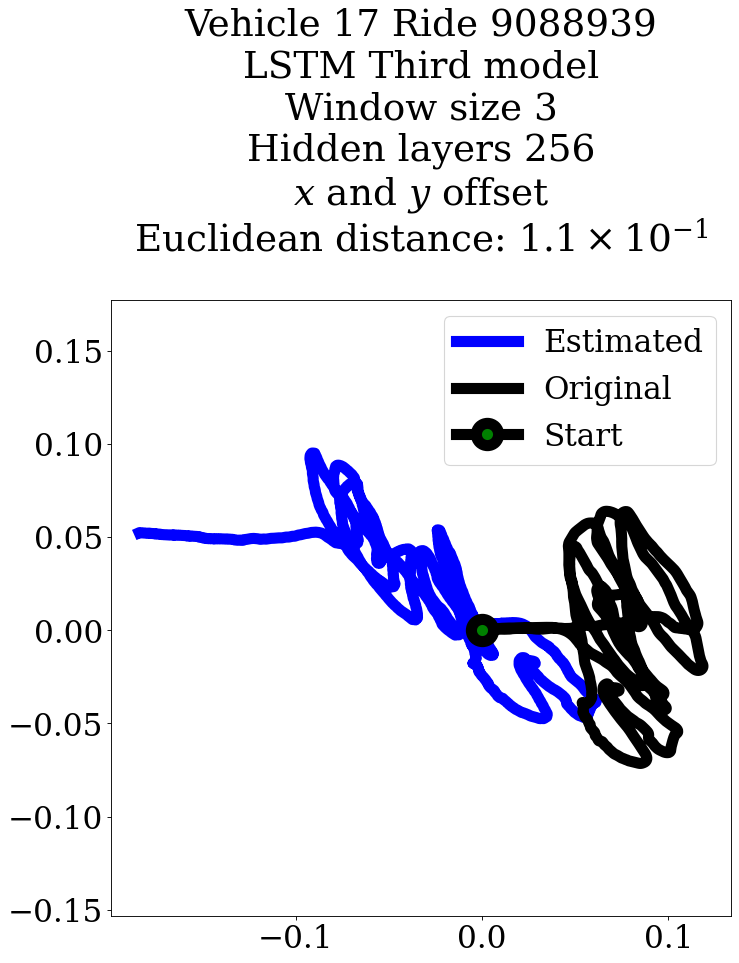 Vehicle 17 Ride 9088939
LSTM Third model
Window size 3
Hidden layers 256
x and y offset
Euclidean distance: 1.1 × 10⁻¹
Estimated
Original
Start
0.15
0.10
0.05
0.00
−0.05
−0.10
−0.15
−0.1 0.0 0.1